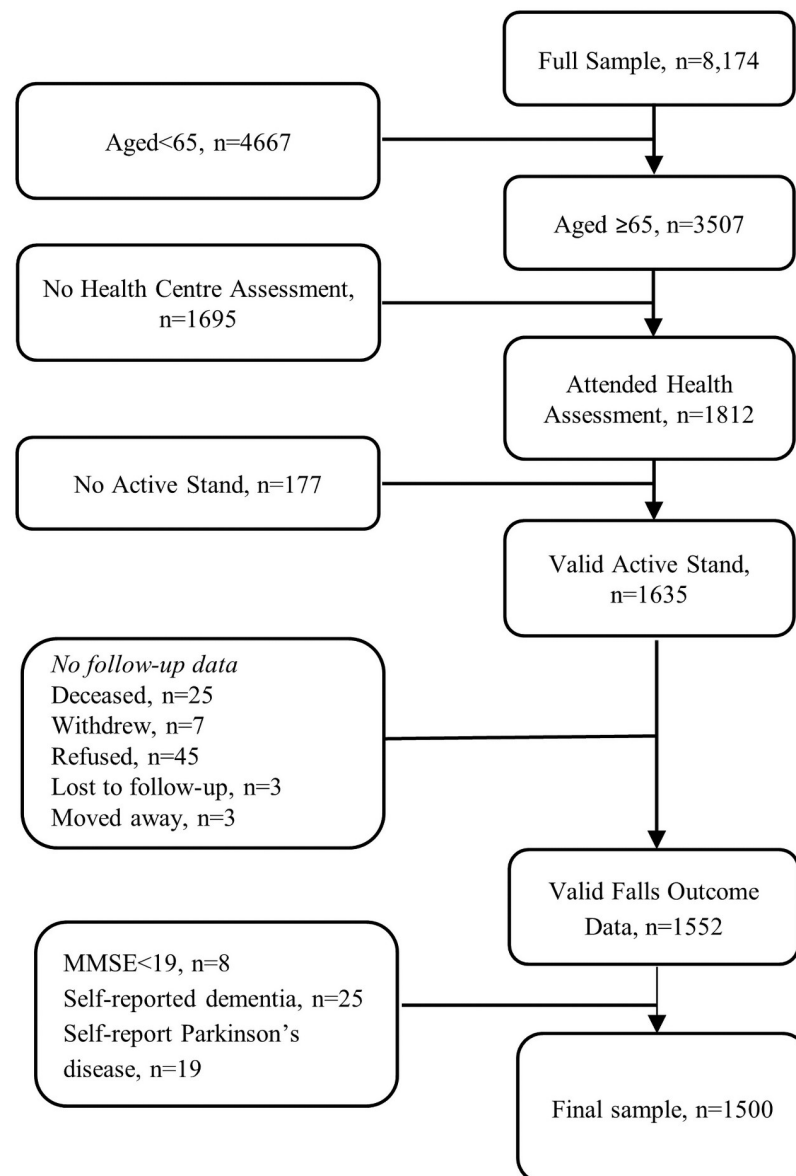 Full Sample, n=8,174
Aged<65, n=4667
Aged ≥65, n=3507
No Health Centre Assessment,
n=1695
Attended Health
Assessment, n=1812
No Active Stand, n=177
Valid Active Stand,
n=1635
No follow-up data
Deceased, n=25
Withdrew, n=7
Refused, n=45
Lost to follow-up, n=3
Moved away, n=3
Valid Falls Outcome
Data, n=1552
MMSE<19, n=8
Self-reported dementia, n=25
Self-report Parkinson’s
disease, n=19
Final sample, n=1500